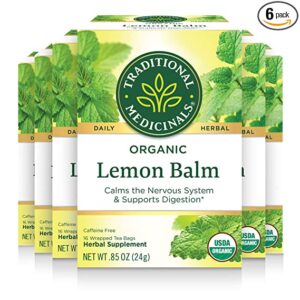 6
pack
TRADITIONAL
MEDICINALS®
DAILY
HERBAL
ORGANIC
Lemon Balm
Calms the Nervous System
& Supports Digestion*
Caffeine Free
16 Wrapped Tea Bags
Herbal Supplement
NET WT .85 OZ (24g)
USDA
ORGANIC